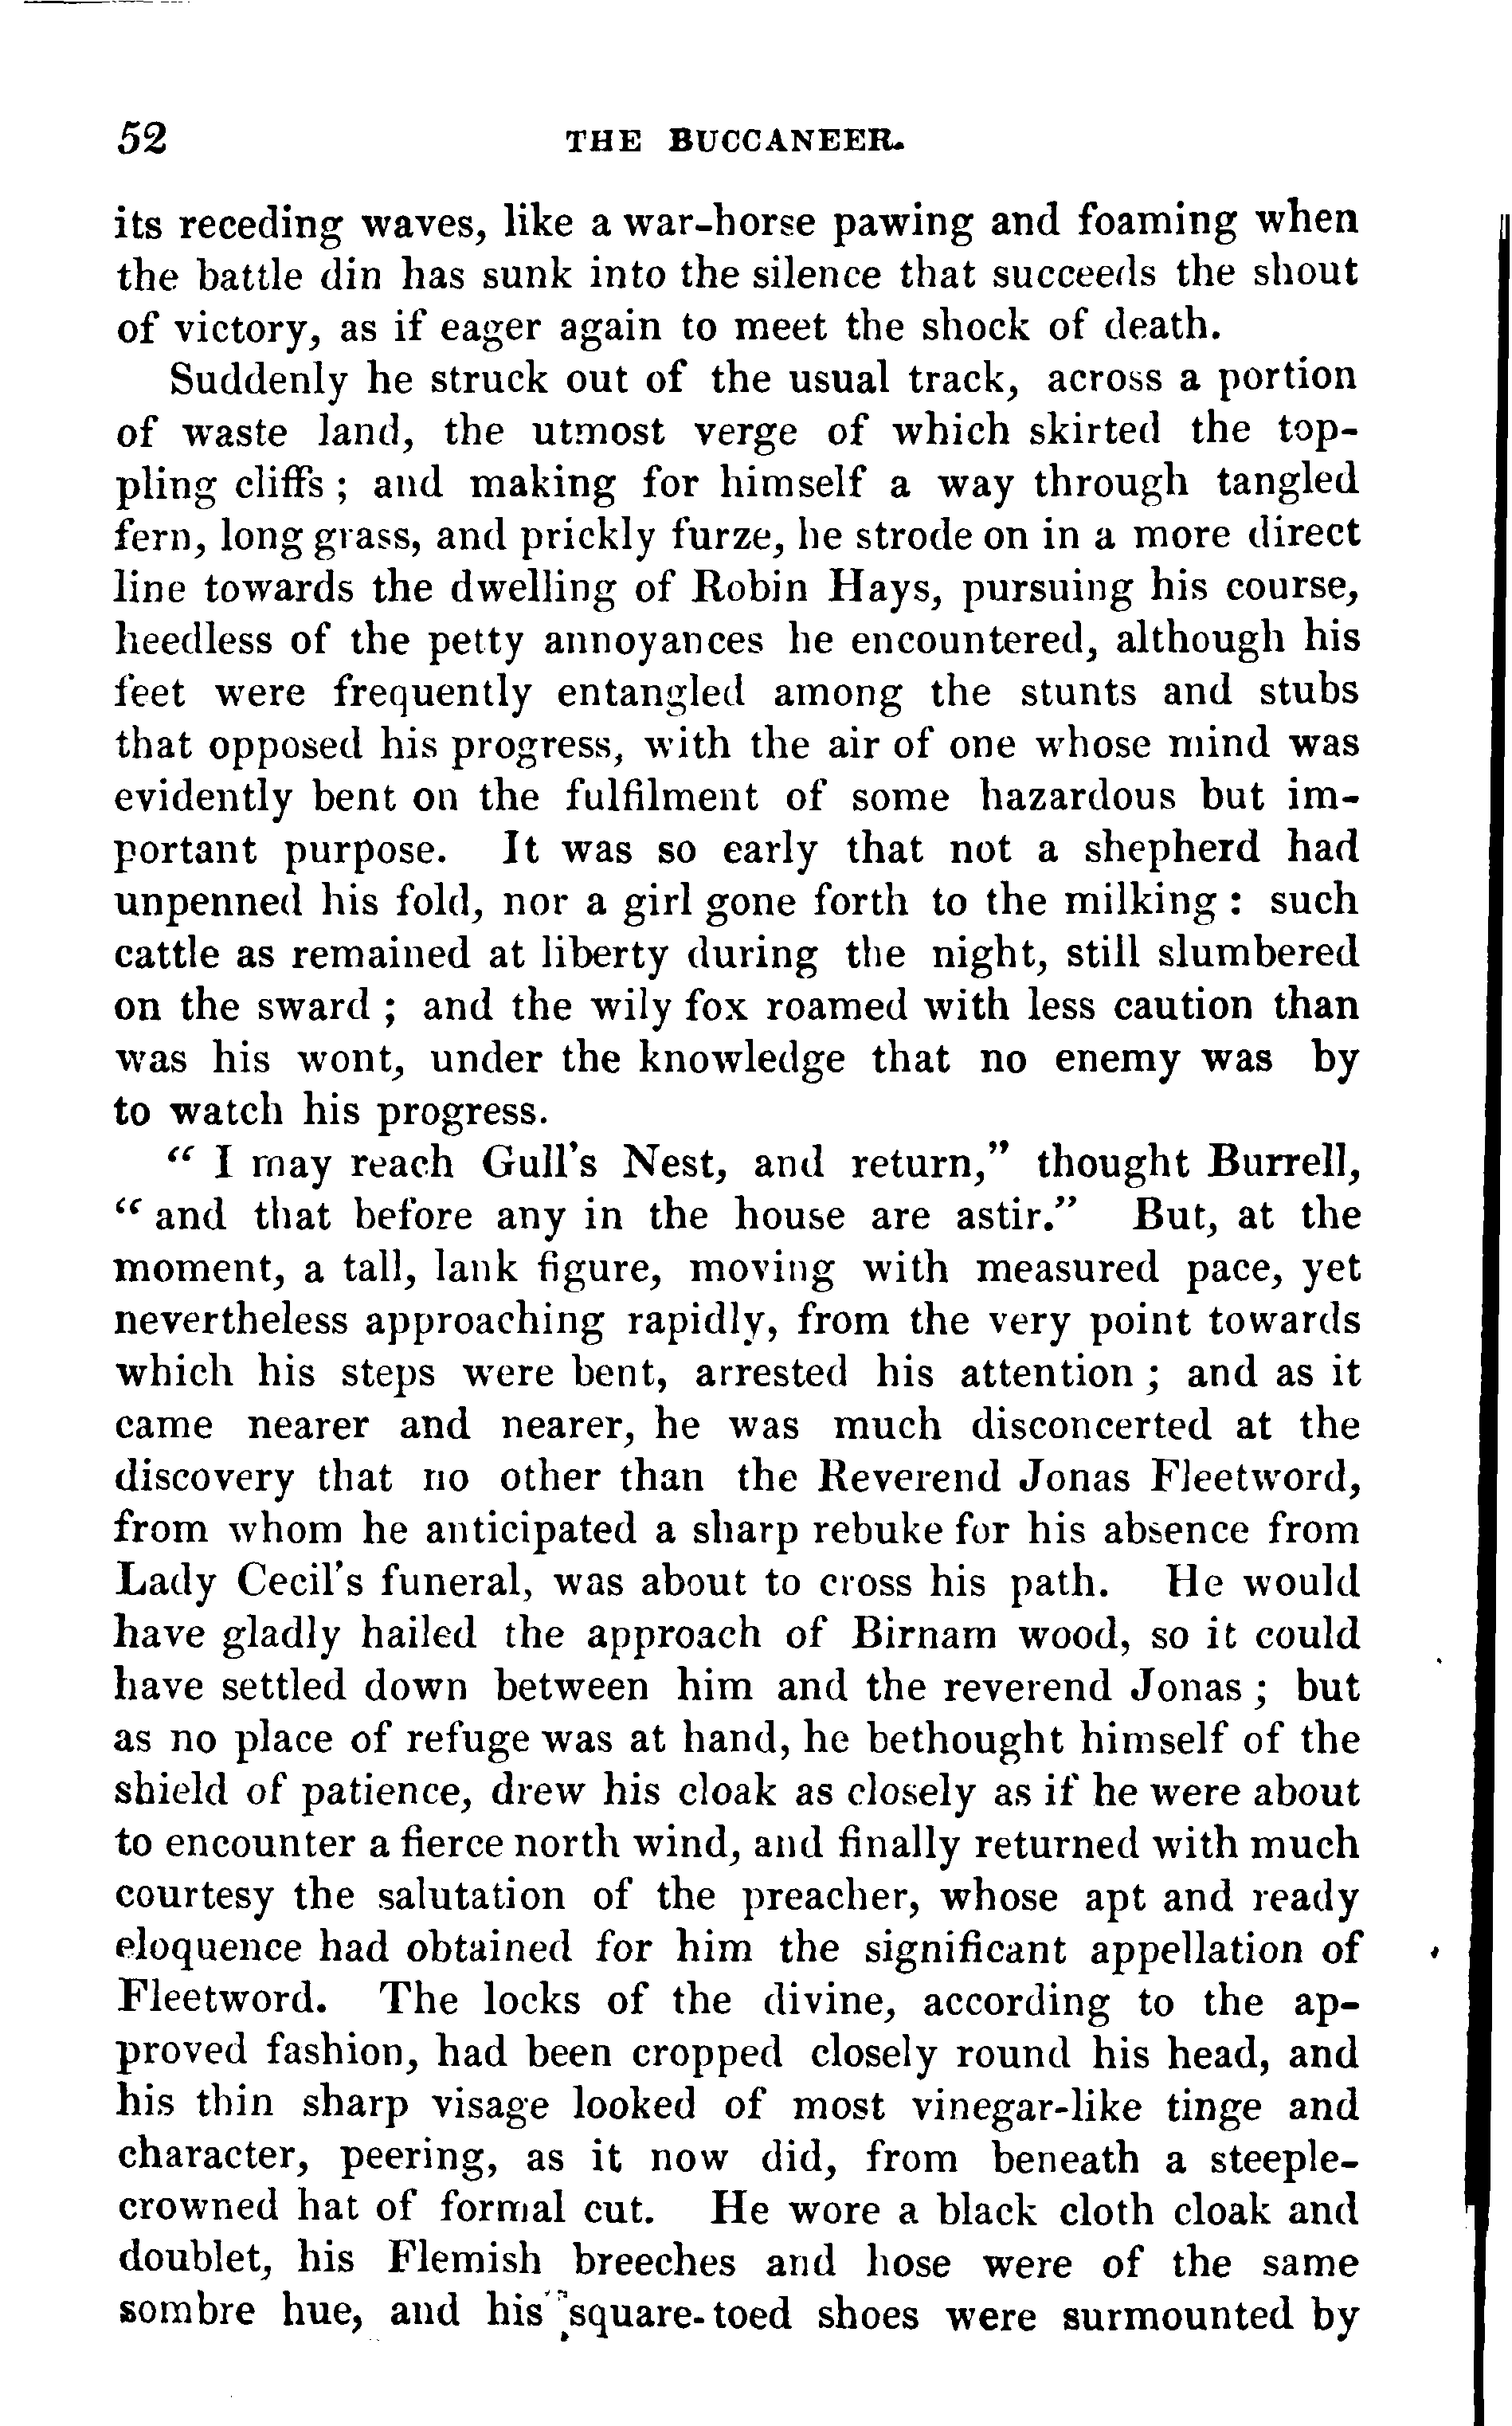 52 THE BUCCANEER.
its receding waves, like a war-horse pawing and foaming when
the battle din has sunk into the silence that succeeds the shout
of victory, as if eager again to meet the shock of death.
Suddenly he struck out of the usual track, across a portion
of waste land, the utmost verge of which skirted the top-
pling cliffs ; and making for himself a way through tangled
fern, long grass, and prickly furze, he strode on in a more direct
line towards the dwelling of Robin Hays, pursuing his course,
heedless of the petty annoyances he encountered, although his
feet were frequently entangled among the stunts and stubs
that opposed his progress, with the air of one whose mind was
evidently bent on the fulfilment of some hazardous but im-
portant purpose. It was so early that not a shepherd had
unpenned his fold, nor a girl gone forth to the milking : such
cattle as remained at liberty during the night, still slumbered
on the sward ; and the wily fox roamed with less caution than
was his wont, under the knowledge that no enemy was by
to watch his progress.
“ I may reach Gull's Nest, and return,” thought Burrell,
“ and that before any in the house are astir.” But, at the
moment, a tall, lank figure, moving with measured pace, yet
nevertheless approaching rapidly, from the very point towards
which his steps were bent, arrested his attention ; and as it
came nearer and nearer, he was much disconcerted at the
discovery that no other than the Reverend Jonas Fleetword,
from whom he anticipated a sharp rebuke for his absence from
Lady Cecil's funeral, was about to cross his path. He would
have gladly hailed the approach of Birnam wood, so it could
have settled down between him and the reverend Jonas ; but
as no place of refuge was at hand, he bethought himself of the
shield of patience, drew his cloak as closely as if he were about
to encounter a fierce north wind, and finally returned with much
courtesy the salutation of the preacher, whose apt and ready
eloquence had obtained for him the significant appellation of
Fleetword. The locks of the divine, according to the ap-
proved fashion, had been cropped closely round his head, and
his thin sharp visage looked of most vinegar-like tinge and
character, peering, as it now did, from beneath a steeple-
crowned hat of formal cut. He wore a black cloth cloak and
doublet, his Flemish breeches and hose were of the same
sombre hue, and his square-toed shoes were surmounted by